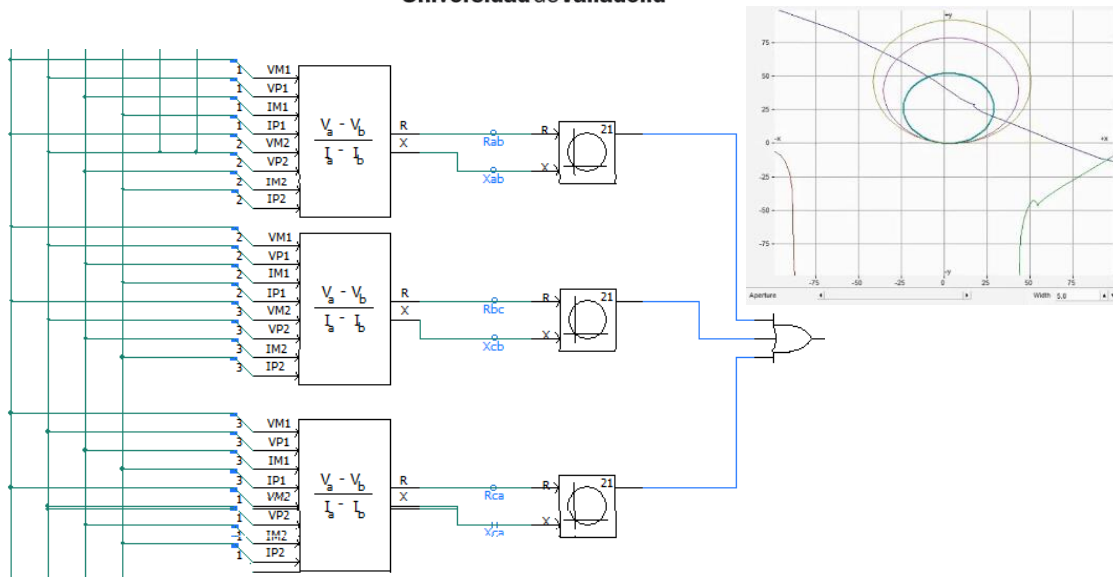 Universidad de Valladolid
1 VM1
1 VP1
1 IM1
1 IP1
2 VM2
2 VP2
2 IM2
2 IP2
Va - Vb
Ia - Ib
R
X
Rab
Xab
R
X
21
2 VM1
2 VP1
2 IM1
2 IP1
3 VM2
3 VP2
3 IM2
3 IP2
Va - Vb
Ia - Ib
R
X
Rbc
Xcb
R
X
21
3 VM1
3 VP1
3 IM1
3 IP1
1 VM2
1 VP2
1 IM2
1 IP2
Va - Vb
Ia - Ib
R
X
Rca
Xca
R
X
21
+y
75
50
25
0
-25
-50
-75
-x
-75
-50
-25
0
25
50
75
Aperture
Width 5.0